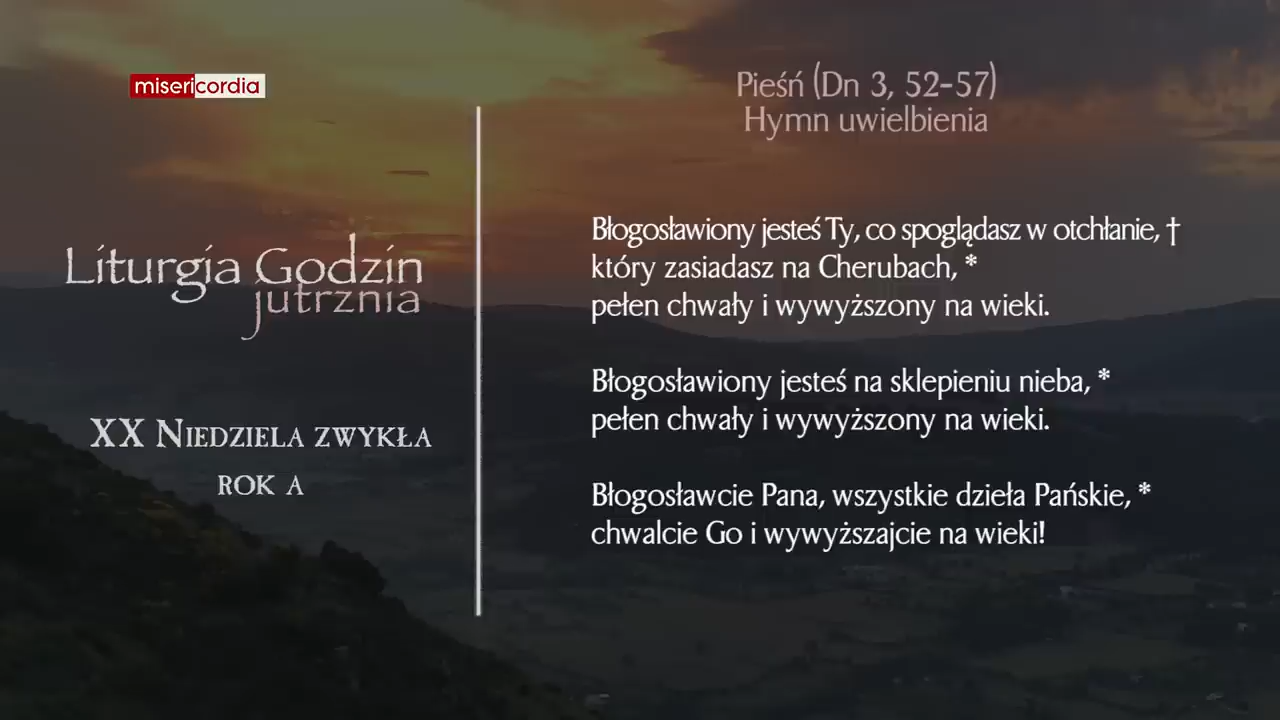 misericordia
Liturgia Godzin
jutrznia
XX Niedziela zwykła
rok A
Pieśń (Dn 3, 52-57)
Hymn uwielbienia
Błogosławiony jesteś Ty, co spoglądasz w otchłanie, †
który zasiadasz na Cherubach, *
pełen chwały i wywyższony na wieki.
Błogosławiony jesteś na sklepieniu nieba, *
pełen chwały i wywyższony na wieki.
Błogosławcie Pana, wszystkie dzieła Pańskie, *
chwalcie Go i wywyższajcie na wieki!